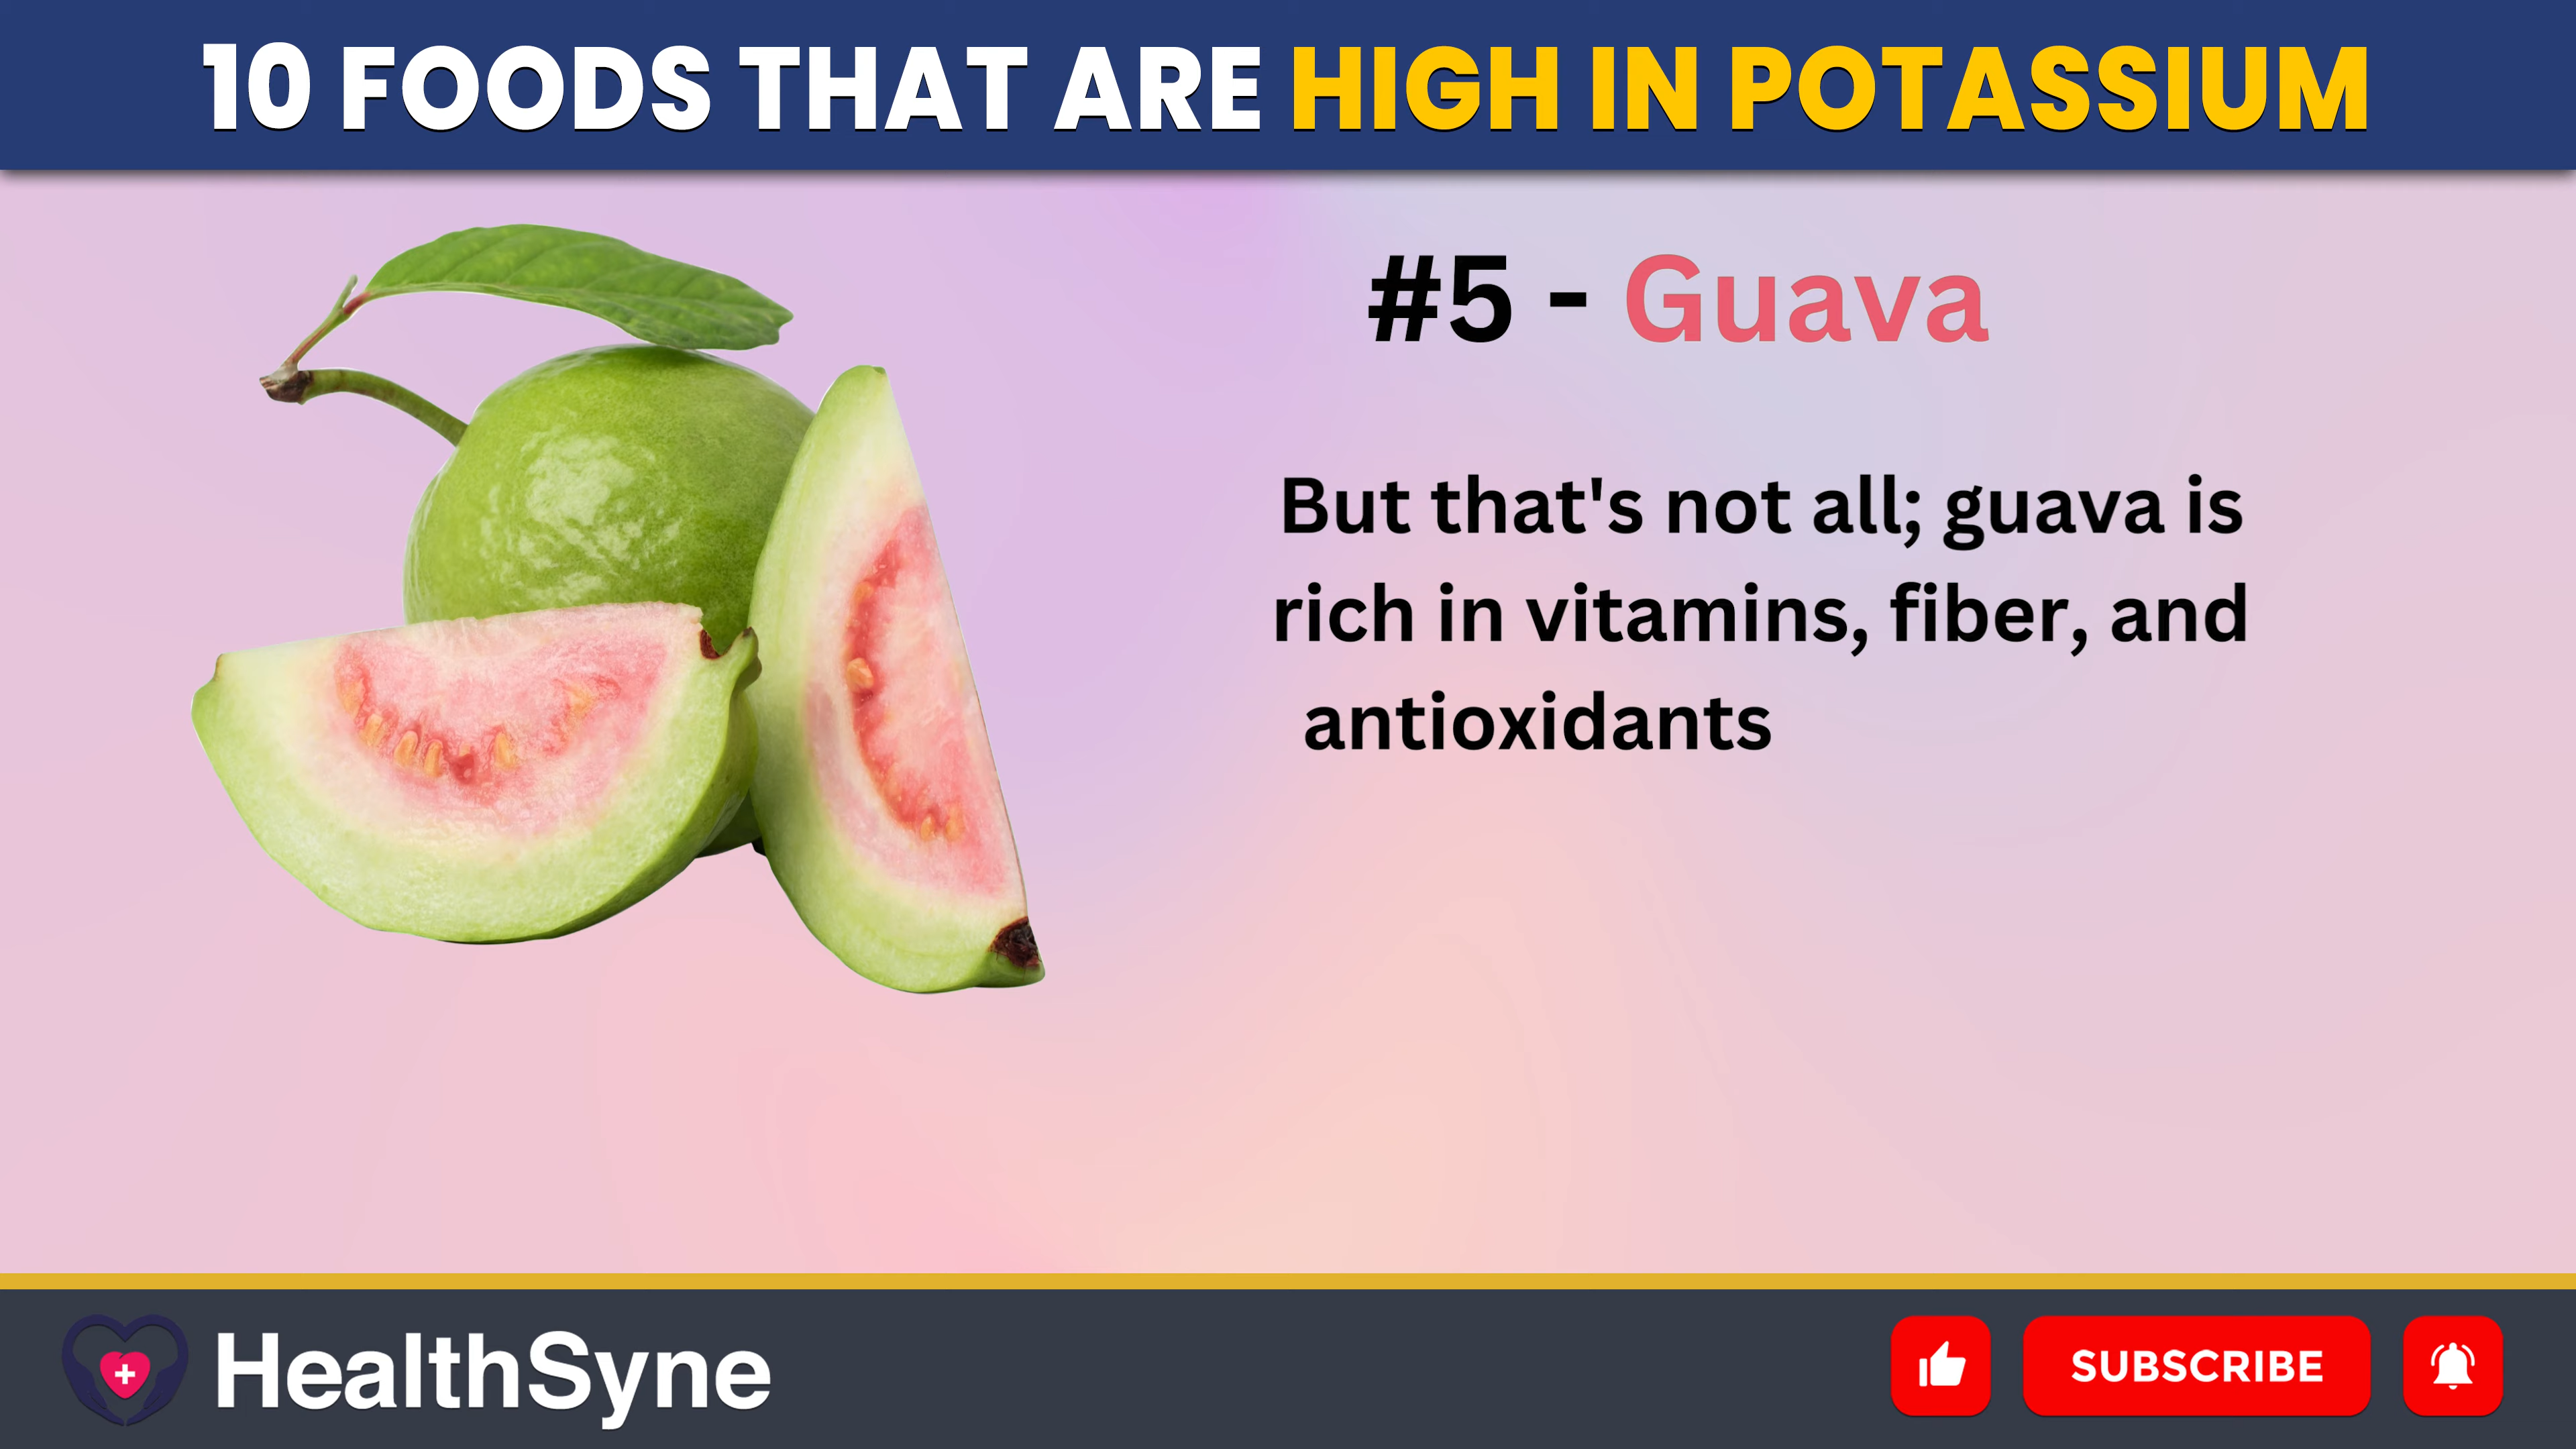 10 FOODS THAT ARE HIGH IN POTASSIUM
#5 - Guava
But that's not all; guava is
rich in vitamins, fiber, and
antioxidants
HealthSyne
SUBSCRIBE